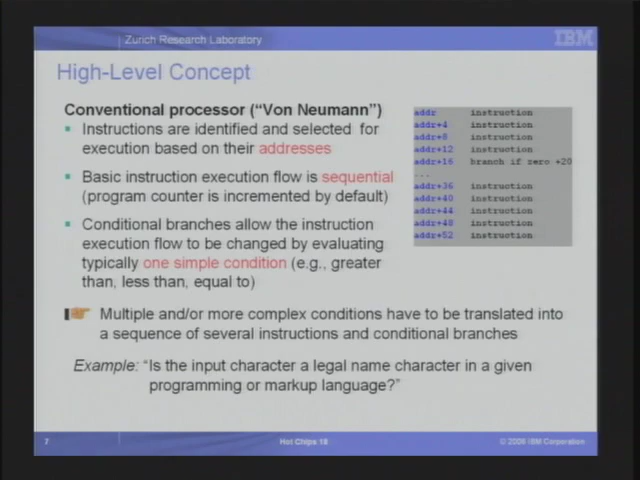 Zurich Research Laboratory
IBM
High-Level Concept
Conventional processor ("Von Neumann")
Instructions are identified and selected for
execution based on their addresses
Basic instruction execution flow is sequential
(program counter is incremented by default)
Conditional branches allow the instruction
execution flow to be changed by evaluating
typically one simple condition (e.g., greater
than, less than, equal to)
addr instruction
addr+4 instruction
addr+8 instruction
addr+12 instruction
addr+16 branch if zero +20
...
addr+36 instruction
addr+40 instruction
addr+44 instruction
addr+48 instruction
addr+52 instruction
Multiple and/or more complex conditions have to be translated into
a sequence of several instructions and conditional branches
Example: "Is the input character a legal name character in a given
programming or markup language?"
7
Hot Chips 18
© 2006 IBM Corporation